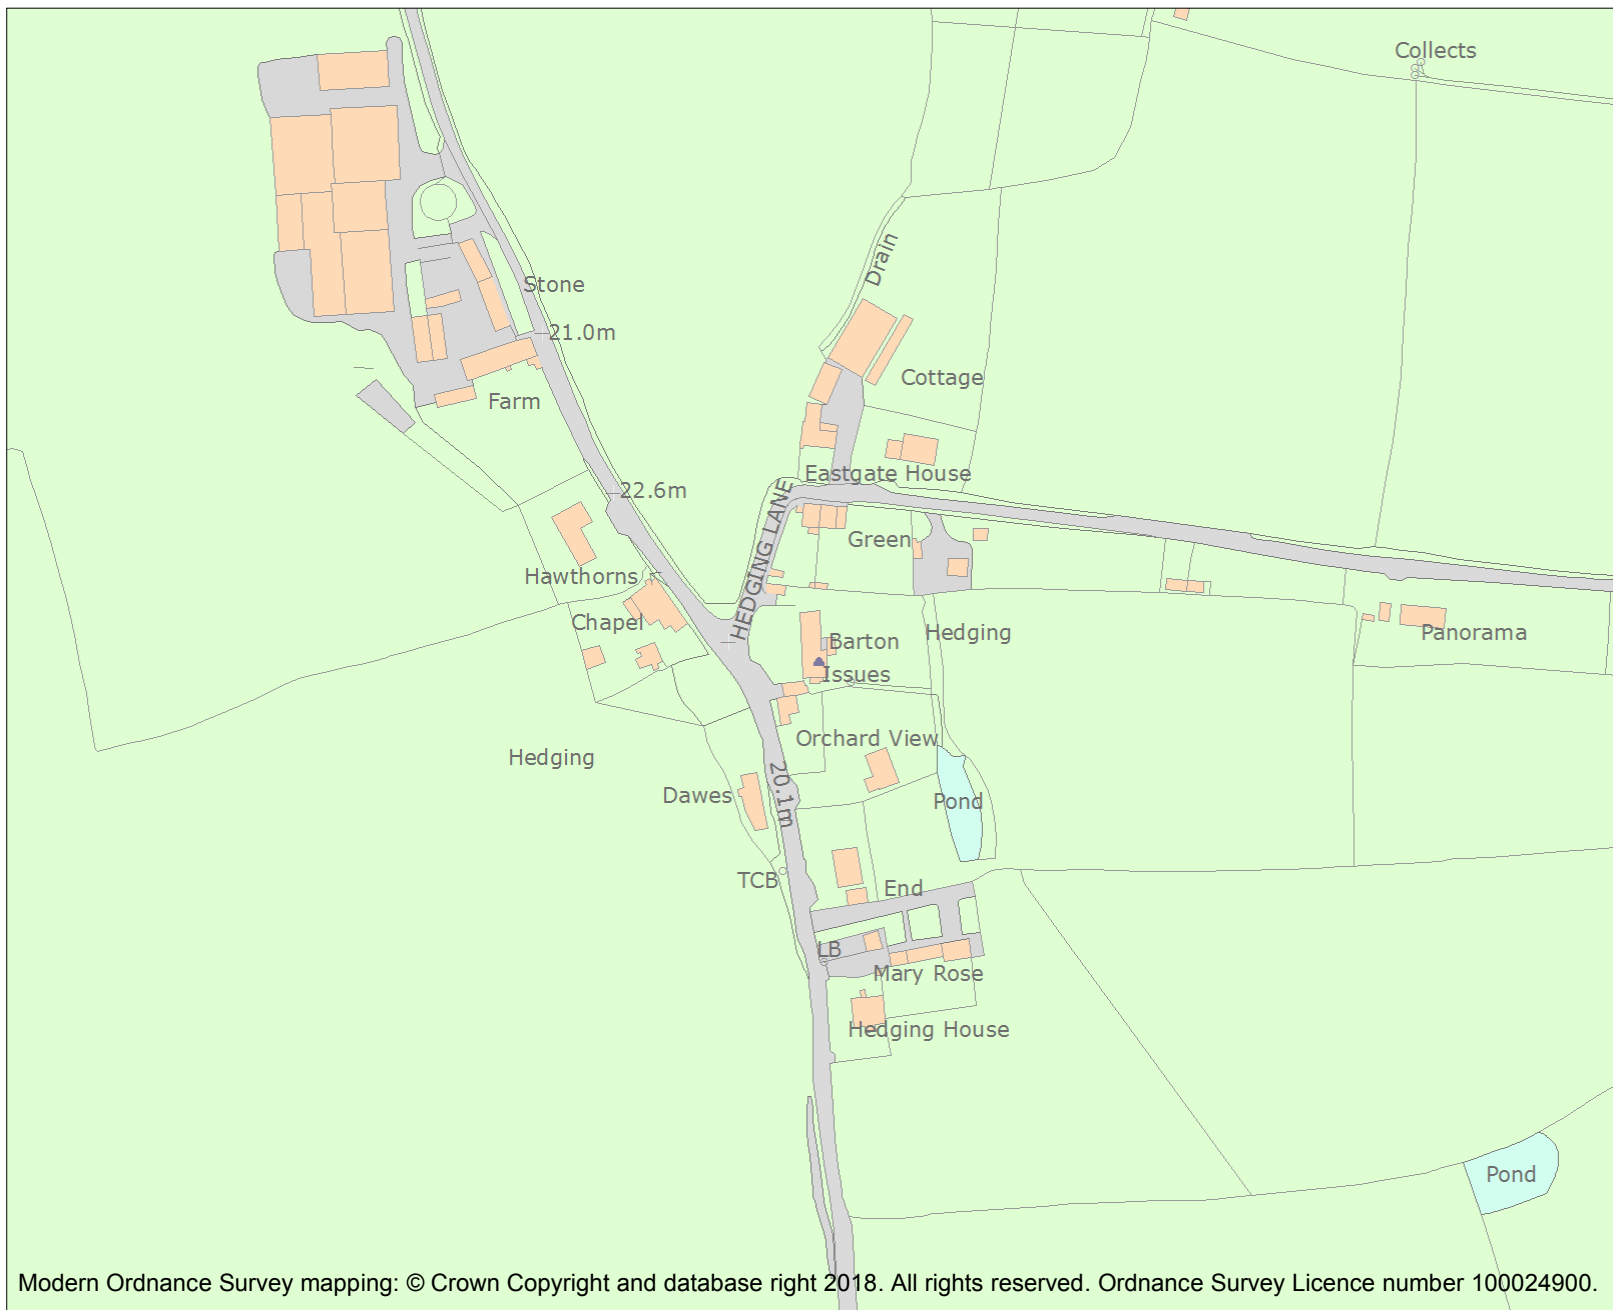 Collects
Drain
Stone
21.0m
Cottage
Farm
Eastgate House
22.6m
HEDGING LANE
Green
Hawthorns
Chapel
Barton
Hedging
Panorama
Issues
Orchard View
Hedging
Dawes
20.1m
Pond
TCB
End
LB
Mary Rose
Hedging House
Pond
Modern Ordnance Survey mapping: © Crown Copyright and database right 2018. All rights reserved. Ordnance Survey Licence number 100024900.